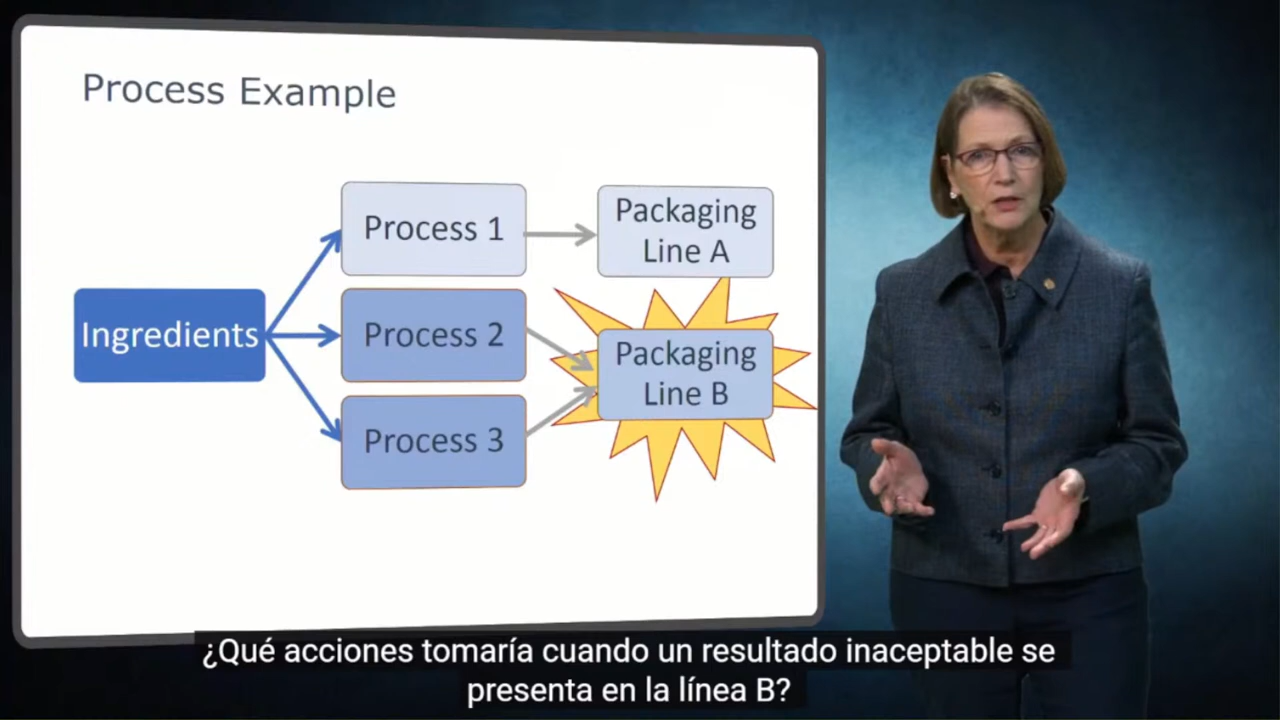 Process Example
Process 1
Packaging
Line A
Ingredients
Process 2
Packaging
Line B
Process 3
¿Qué acciones tomaría cuando un resultado inaceptable se
presenta en la línea B?